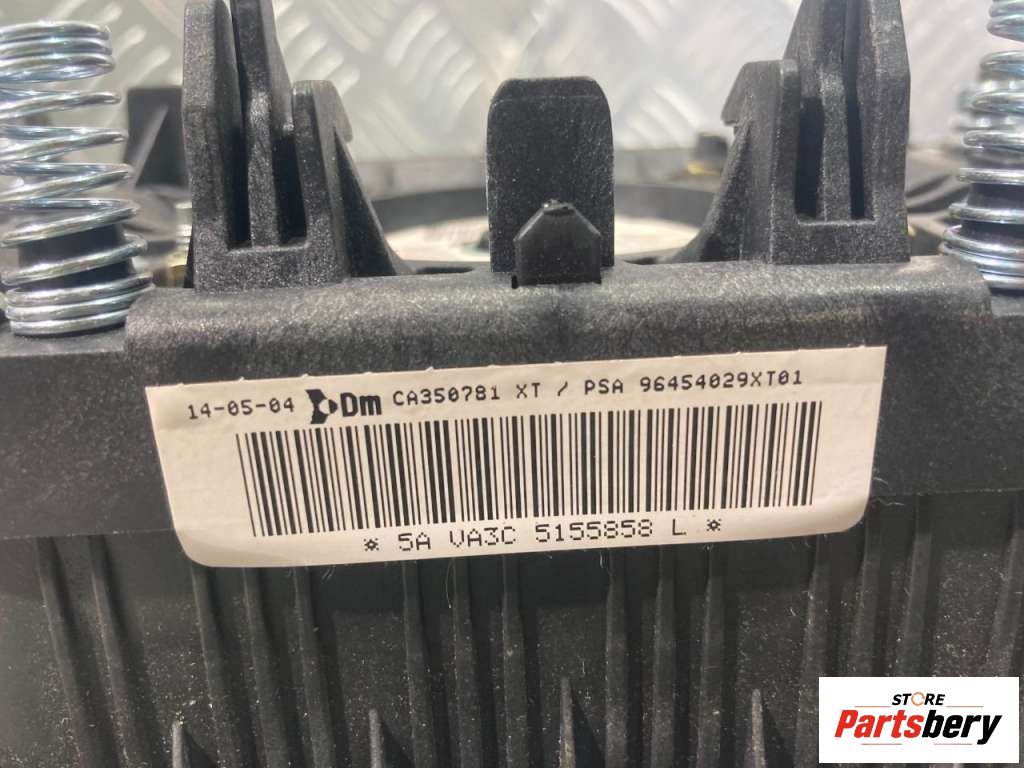 14-05-04 Dm CA350781 XT / PSA 96454029XT01
* 5A VA3C 5155858 L *
STORE
Partsbery